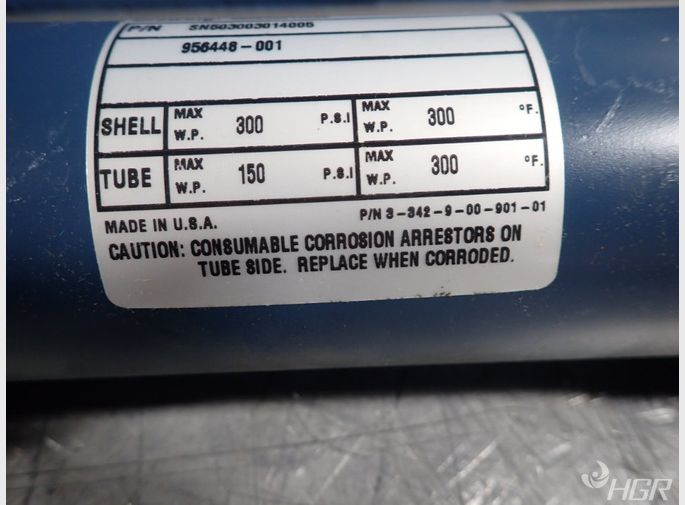 P/N SN503003014005
956448-001
SHELL MAX W.P. 300 P.S.I MAX W.P. 300 °F.
TUBE MAX W.P. 150 P.S.I MAX W.P. 300 °F.
P/N 3-342-9-00-901-01
MADE IN U.S.A.
CAUTION: CONSUMABLE CORROSION ARRESTORS ON
TUBE SIDE. REPLACE WHEN CORRODED.
HGR